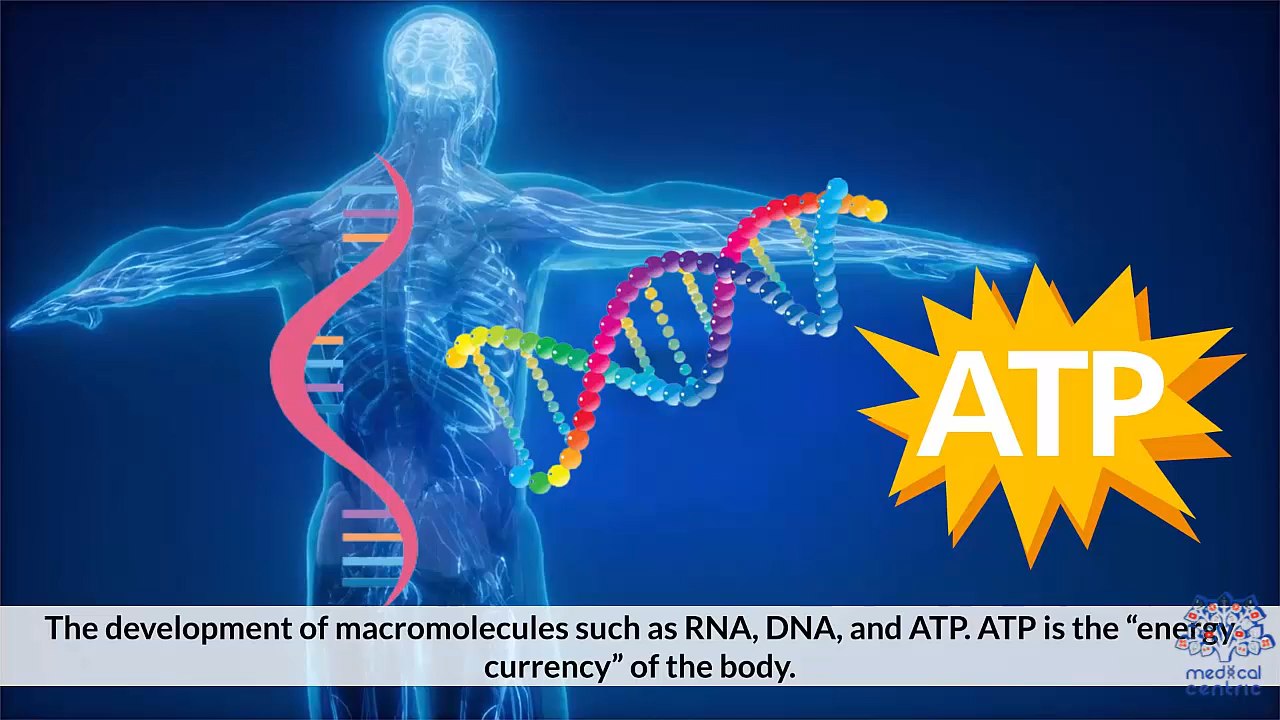 ATP
The development of macromolecules such as RNA, DNA, and ATP. ATP is the “energy
currency” of the body.
medical
centric